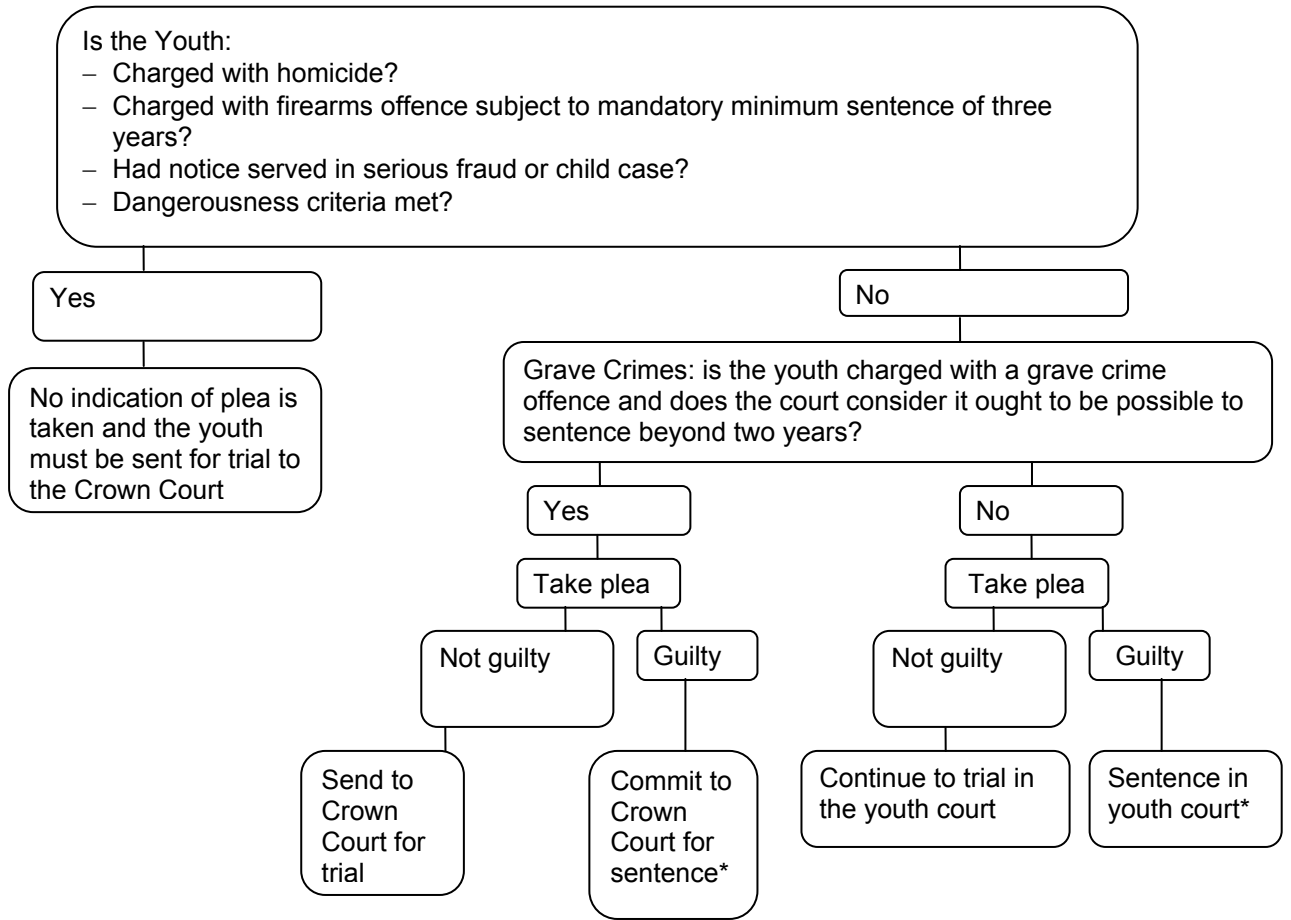 Is the Youth:
– Charged with homicide?
– Charged with firearms offence subject to mandatory minimum sentence of three
years?
– Had notice served in serious fraud or child case?
– Dangerousness criteria met?
Yes
No
No indication of plea is
taken and the youth
must be sent for trial to
the Crown Court
Grave Crimes: is the youth charged with a grave crime
offence and does the court consider it ought to be possible to
sentence beyond two years?
Yes
No
Take plea
Take plea
Not guilty
Guilty
Not guilty
Guilty
Send to
Crown
Court for
trial
Commit to
Crown
Court for
sentence*
Continue to trial in
the youth court
Sentence in
youth court*